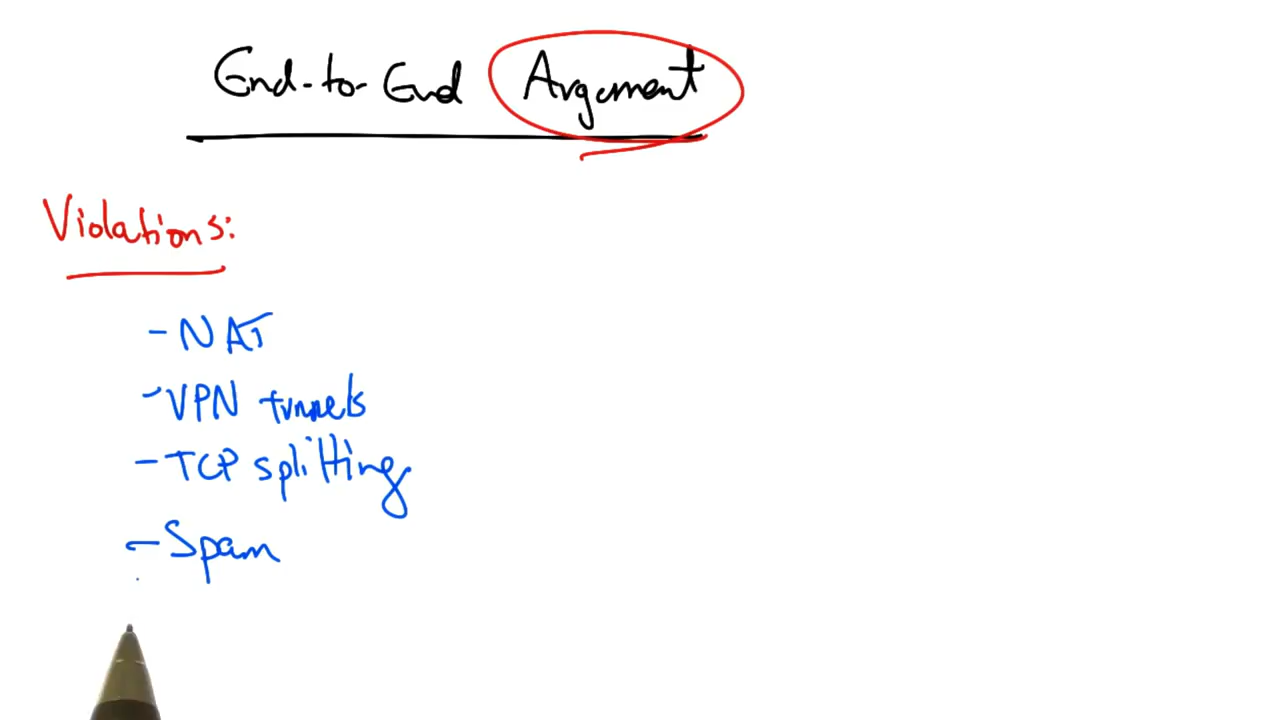 End-to-End Argument
Violations:
- NAT
- VPN tunnels
- TCP splitting
- Spam